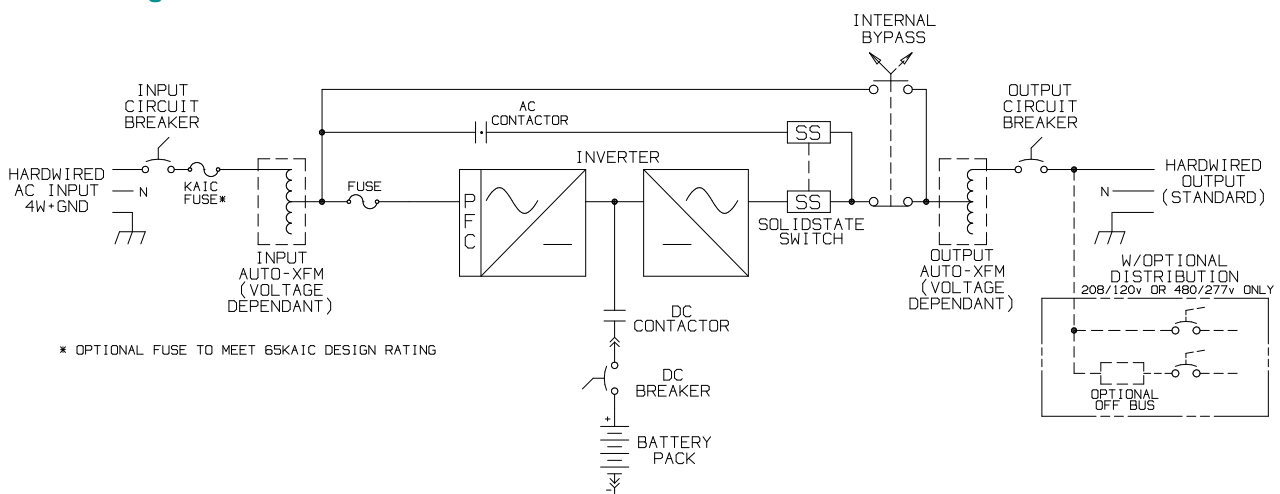 INTERNAL
BYPASS
INPUT
CIRCUIT
BREAKER
AC
CONTACTOR
OUTPUT
CIRCUIT
BREAKER
SS
INVERTER
HARDWIRED
AC INPUT
4W+GND
N
KAIC
FUSE*
FUSE
PFC
SS
SOLIDSTATE
SWITCH
HARDWIRED
OUTPUT
(STANDARD)
N
INPUT
AUTO-XFM
(VOLTAGE
DEPENDANT)
OUTPUT
AUTO-XFM
(VOLTAGE
DEPENDANT)
W/OPTIONAL
DISTRIBUTION
208/120v OR 480/277v ONLY
DC
CONTACTOR
* OPTIONAL FUSE TO MEET 65KAIC DESIGN RATING
DC
BREAKER
OPTIONAL
OFF BUS
+
BATTERY
PACK
-